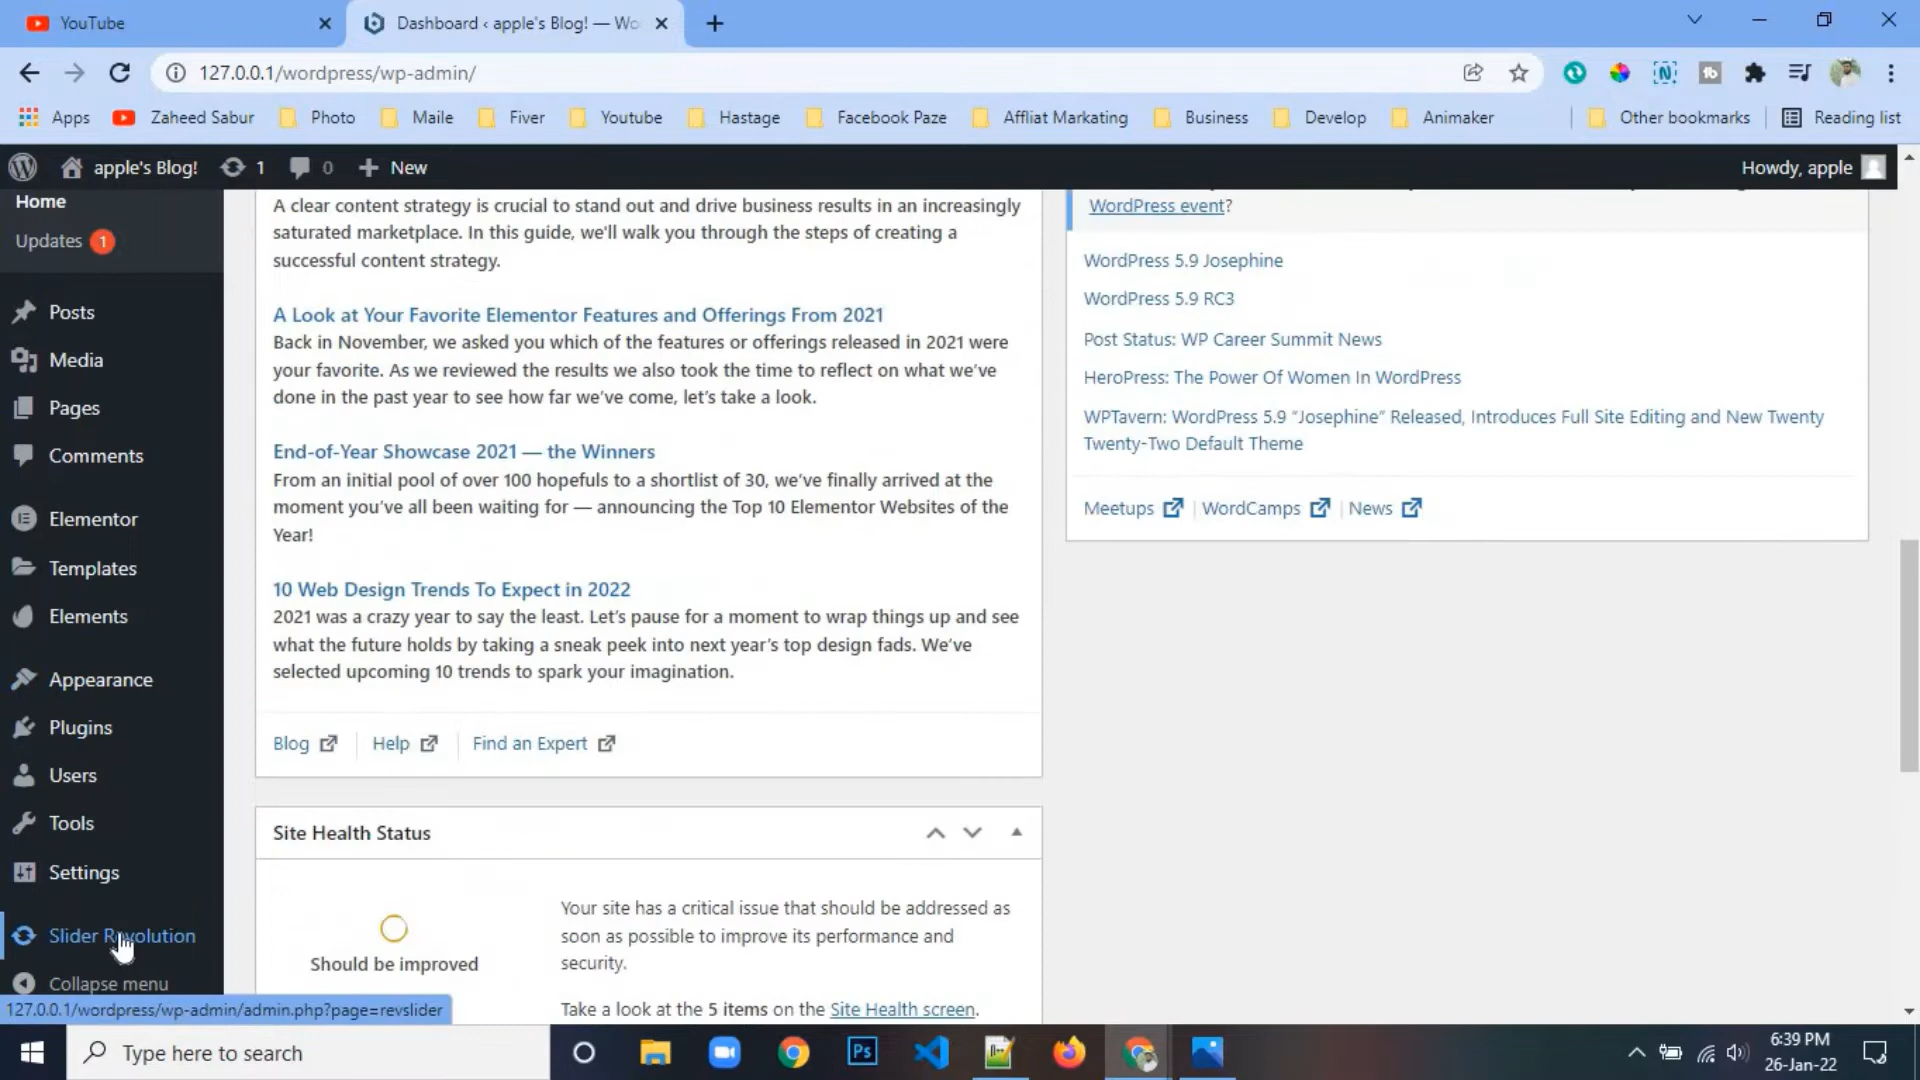 YouTube
Dashboard ‹ apple's Blog! — Wo
127.0.0.1/wordpress/wp-admin/
Apps
Zaheed Sabur
Photo
Maile
Fiver
Youtube
Hastage
Facebook Paze
Affliat Marketing
Business
Develop
Animaker
Other bookmarks
Reading list
apple's Blog!
1
0
New
Howdy, apple
Home
Updates 1
Posts
Media
Pages
Comments
Elementor
Templates
Elements
Appearance
Plugins
Users
Tools
Settings
Slider Revolution
Collapse menu
A clear content strategy is crucial to stand out and drive business results in an increasingly
saturated marketplace. In this guide, we'll walk you through the steps of creating a
successful content strategy.
A Look at Your Favorite Elementor Features and Offerings From 2021
Back in November, we asked you which of the features or offerings released in 2021 were
your favorite. As we reviewed the results we also took the time to reflect on what we've
done in the past year to see how far we've come, let's take a look.
End-of-Year Showcase 2021 — the Winners
From an initial pool of over 100 hopefuls to a shortlist of 30, we've finally arrived at the
moment you've all been waiting for — announcing the Top 10 Elementor Websites of the
Year!
10 Web Design Trends To Expect in 2022
2021 was a crazy year to say the least. Let's pause for a moment to wrap things up and see
what the future holds by taking a sneak peek into next year's top design fads. We've
selected upcoming 10 trends to spark your imagination.
Blog
Help
Find an Expert
Site Health Status
Should be improved
Your site has a critical issue that should be addressed as
soon as possible to improve its performance and
security.
Take a look at the 5 items on the Site Health screen.
WordPress event?
WordPress 5.9 Josephine
WordPress 5.9 RC3
Post Status: WP Career Summit News
HeroPress: The Power Of Women In WordPress
WPTavern: WordPress 5.9 "Josephine" Released, Introduces Full Site Editing and New Twenty
Twenty-Two Default Theme
Meetups | WordCamps | News
127.0.0.1/wordpress/wp-admin/admin.php?page=revslider
Type here to search
Ps
6:39 PM
26-Jan-22